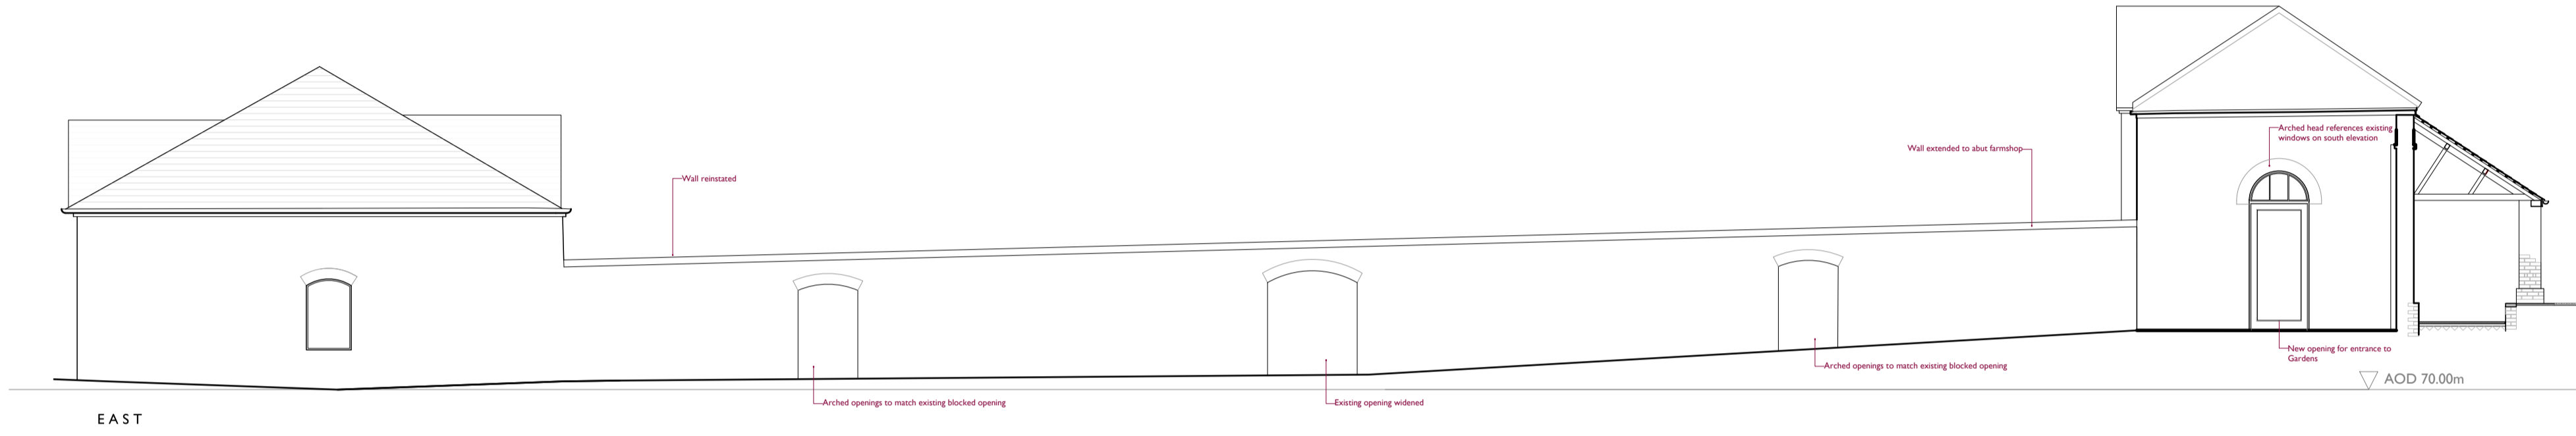 Arched head references existing
windows on south elevation
Wall extended to abut farmshop
Wall reinstated
New opening for entrance to
Gardens
Arched openings to match existing blocked opening
AOD 70.00m
Arched openings to match existing blocked opening
Existing opening widened
EAST